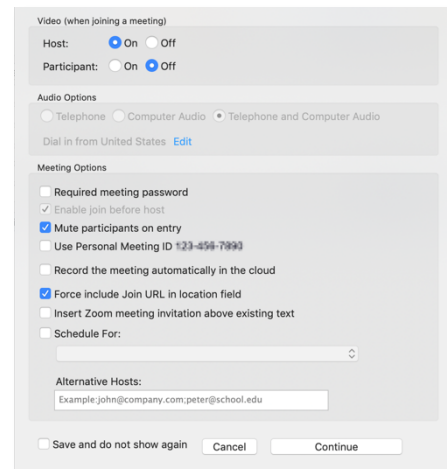 Video (when joining a meeting)
Host: On Off
Participant: On Off
Audio Options
Telephone Computer Audio Telephone and Computer Audio
Dial in from United States Edit
Meeting Options
Required meeting password
Enable join before host
Mute participants on entry
Use Personal Meeting ID 123-456-7890
Record the meeting automatically in the cloud
Force include Join URL in location field
Insert Zoom meeting invitation above existing text
Schedule For:
Alternative Hosts:
Example:john@company.com;peter@school.edu
Save and do not show again Cancel Continue